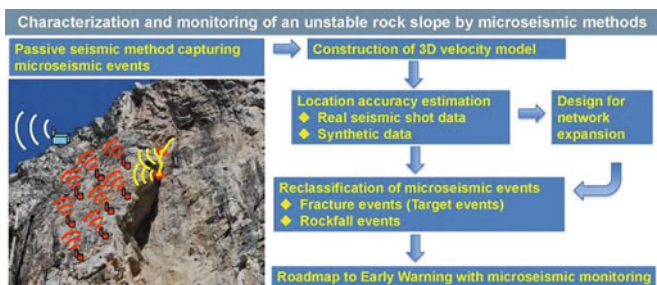 Characterization and monitoring of an unstable rock slope by microseismic methods
Passive seismic method capturing
microseismic events
Construction of 3D velocity model
Location accuracy estimation
◆ Real seismic shot data
◆ Synthetic data
Design for
network
expansion
Reclassification of microseismic events
◆ Fracture events (Target events)
◆ Rockfall events
Roadmap to Early Warning with microseismic monitoring